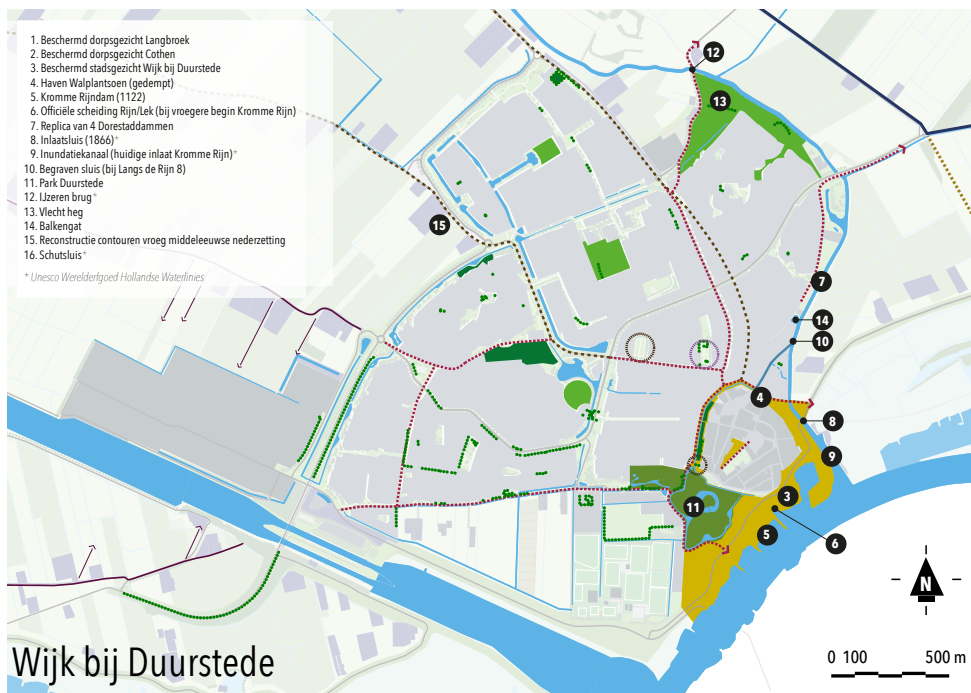 1. Beschermd dorpsgezicht Langbroek
2. Beschermd dorpsgezicht Cothen
3. Beschermd stadsgezicht Wijk bij Duurstede
4. Haven Walplantsoen (gedempt)
5. Kromme Rijndam (1122)
6. Officiële scheiding Rijn/Lek (bij vroegere begin Kromme Rijn)
7. Replica van 4 Dorestaddammen
8. Inlaatsluis (1866)*
9. Inundatiekanaal (huidige inlaat Kromme Rijn)*
10. Begraven sluis (bij Langs de Rijn 8)
11. Park Duurstede
12. IJzeren brug*
13. Vlecht heg
14. Balkengat
15. Reconstructie contouren vroeg middeleeuwse nederzetting
16. Schutsluis*
* Unesco Werelderfgoed Hollandse Waterlinies
12
13
15
7
14
10
4
8
9
3
11
5
6
N
Wijk bij Duurstede
0 100 500 m